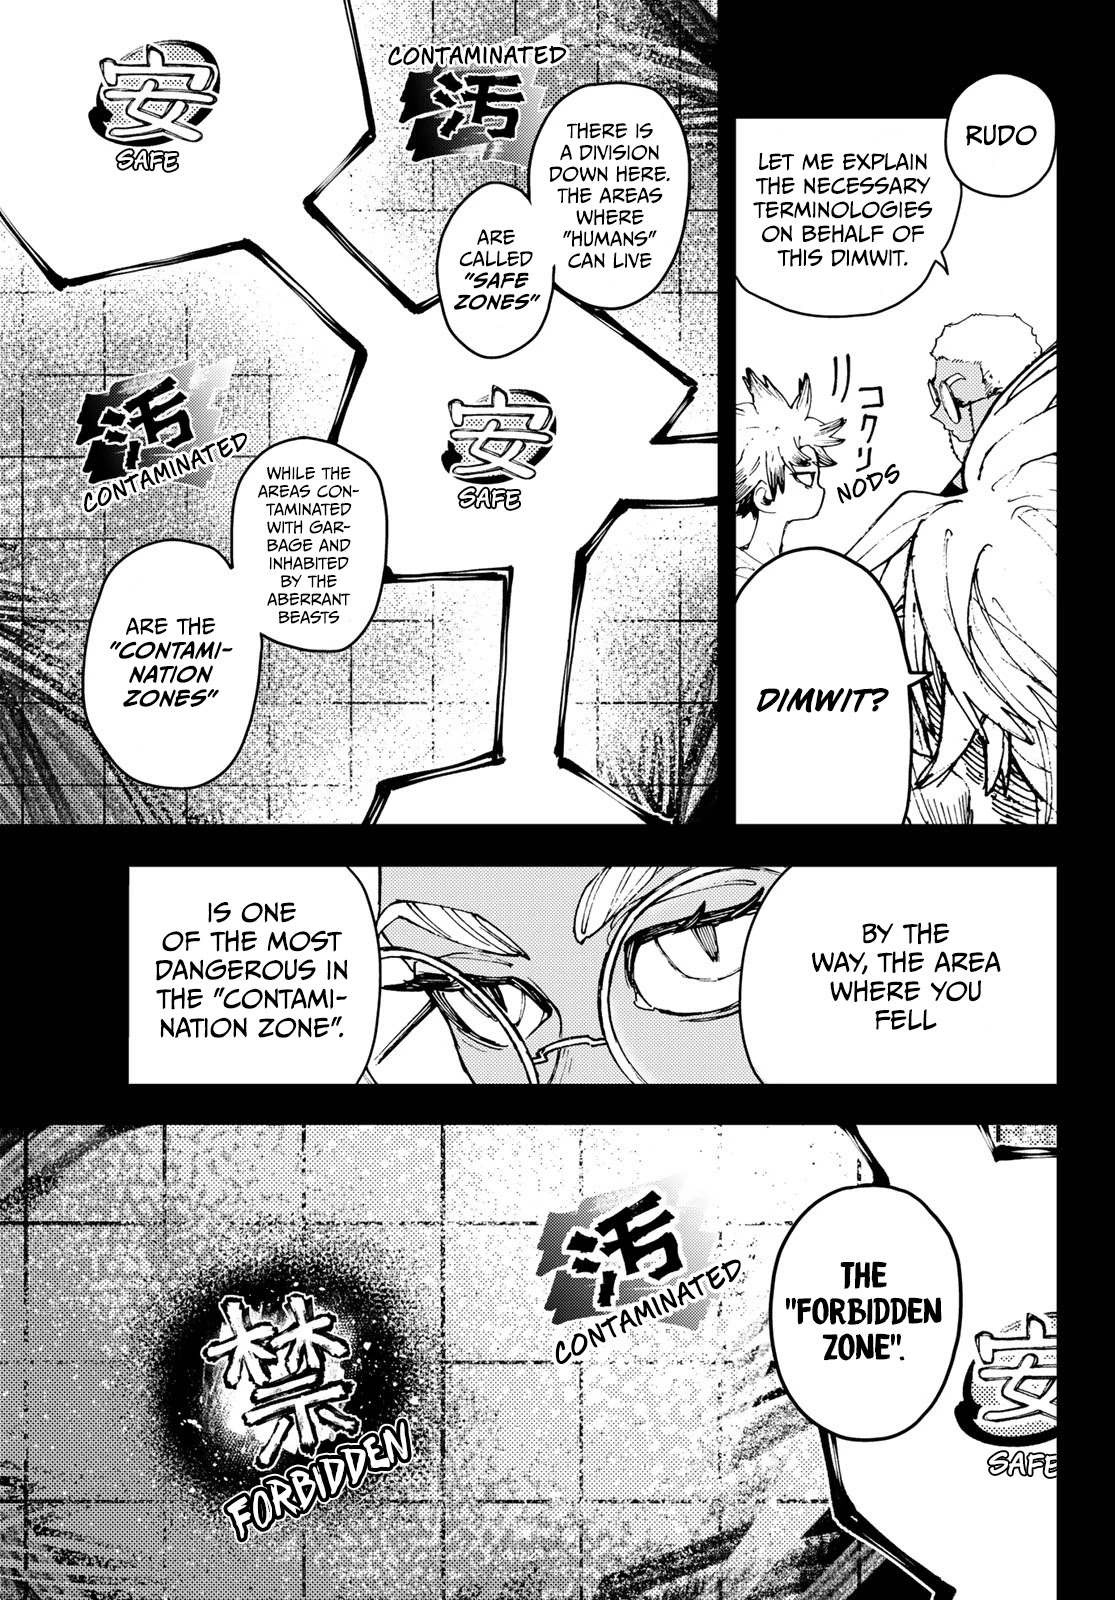 RUDO
LET ME EXPLAIN
THE NECESSARY
TERMINOLOGIES
ON BEHALF OF
THIS DIMWIT.
コクリ
NODS
DIMWIT?
CONTAMINATED
汚
安
SAFE
THERE IS
A DIVISION
DOWN HERE.
THE AREAS
WHERE
"HUMANS"
CAN LIVE
ARE
CALLED
"SAFE
ZONES"
安
SAFE
汚
CONTAMINATED
WHILE THE
AREAS CON-
TAMINATED
WITH GAR-
BAGE AND
INHABITED
BY THE
ABERRANT
BEASTS
ARE THE
"CONTAMI-
NATION
ZONES"
BY THE
WAY, THE AREA
WHERE YOU
FELL
IS ONE
OF THE MOST
DANGEROUS IN
THE "CONTAMI-
NATION ZONE".
THE
"FORBIDDEN
ZONE".
安
SAFE
汚
CONTAMINATED
禁
FORBIDDEN